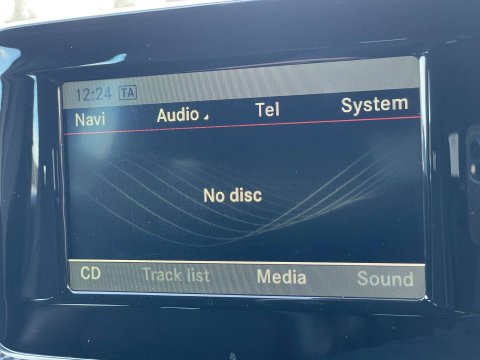 12:24 TA
Navi Audio Tel System
No disc
CD Track list Media Sound